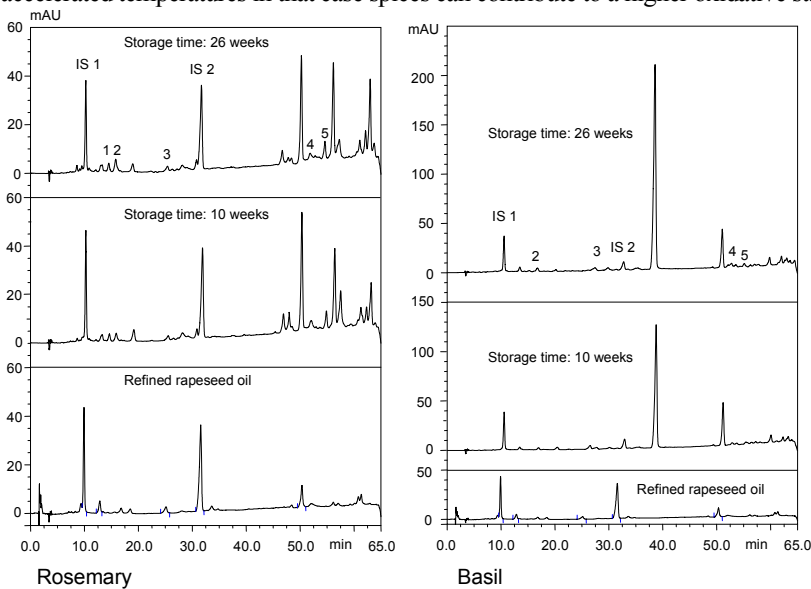 accelerated temperatures in that case spices can contribute to a higher oxidative
mAU
60
Storage time: 26 weeks
IS 1
IS 2
40
20
1 2
3
4
5
0
60
Storage time: 10 weeks
40
20
0
60
Refined rapeseed oil
40
20
0
0.0 10.0 20.0 30.0 40.0 50.0 min 65.0
Rosemary
mAU
200
Storage time: 26 weeks
150
100
50
IS 1
2
3
IS 2
4
5
0
150
100
Storage time: 10 weeks
50
0
50
Refined rapeseed oil
0
0.0 10.0 20.0 30.0 40.0 50.0 min 65.0
Basil